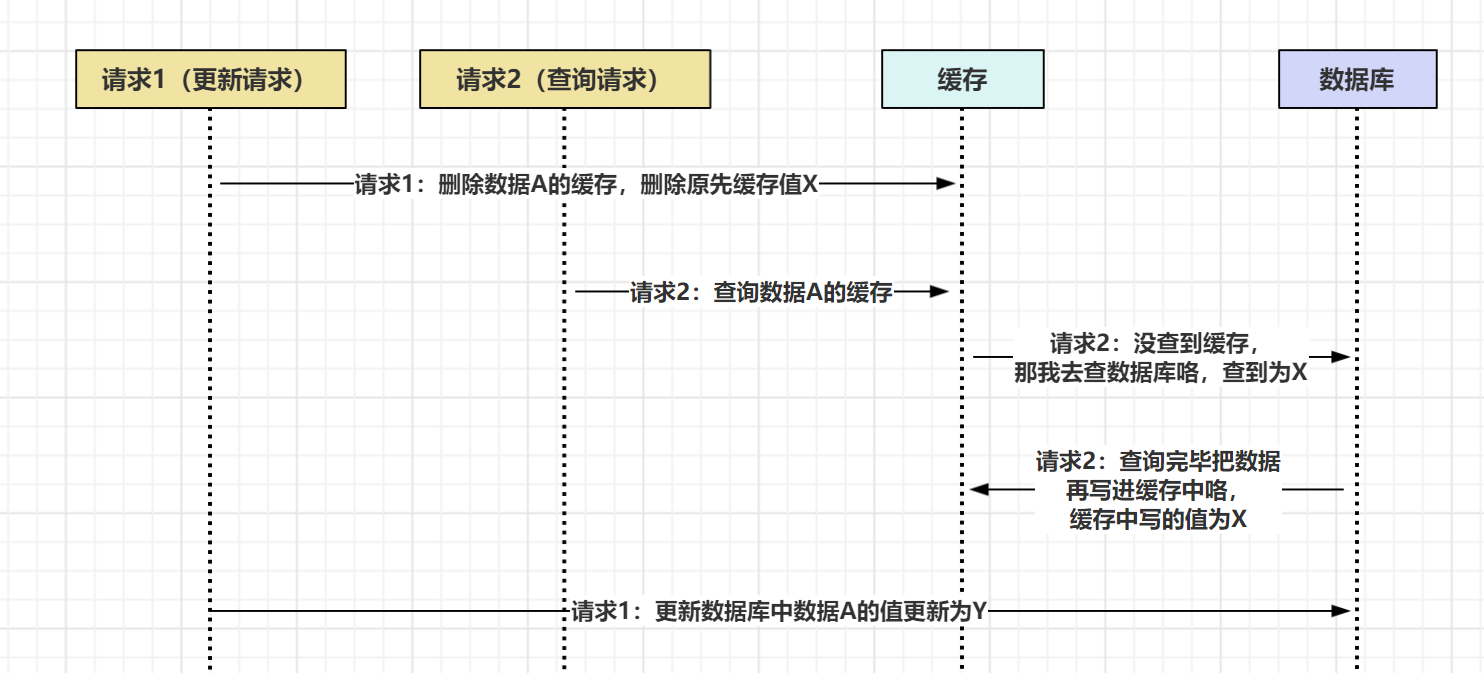 请求1（更新请求）
请求2（查询请求）
缓存
数据库
请求1：删除数据A的缓存，删除原先缓存值X
请求2：查询数据A的缓存
请求2：没查到缓存，
那我去查数据库咯，查到为X
请求2：查询完毕把数据
再写进缓存中咯，
缓存中写的值为X
请求1：更新数据库中数据A的值更新为Y